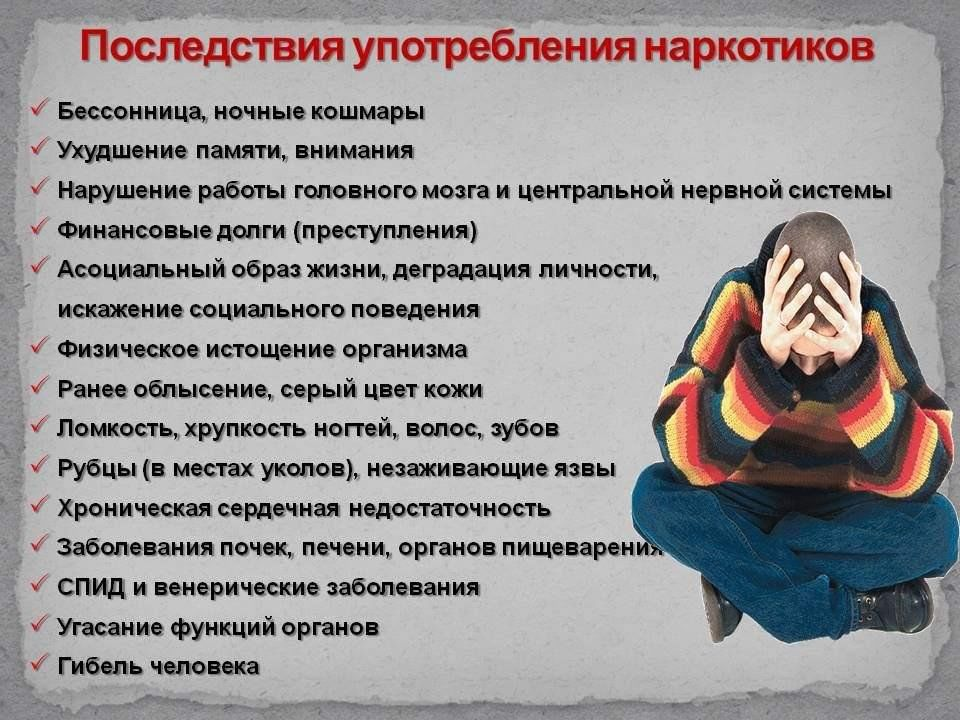 Последствия употребления наркотиков
Бессонница, ночные кошмары
Ухудшение памяти, внимания
Нарушение работы головного мозга и центральной нервной системы
Финансовые долги (преступления)
Асоциальный образ жизни, деградация личности,
искажение социального поведения
Физическое истощение организма
Ранее облысение, серый цвет кожи
Ломкость, хрупкость ногтей, волос, зубов
Рубцы (в местах уколов), незаживающие язвы
Хроническая сердечная недостаточность
Заболевания почек, печени, органов пищеварения
СПИД и венерические заболевания
Угасание функций органов
Гибель человека